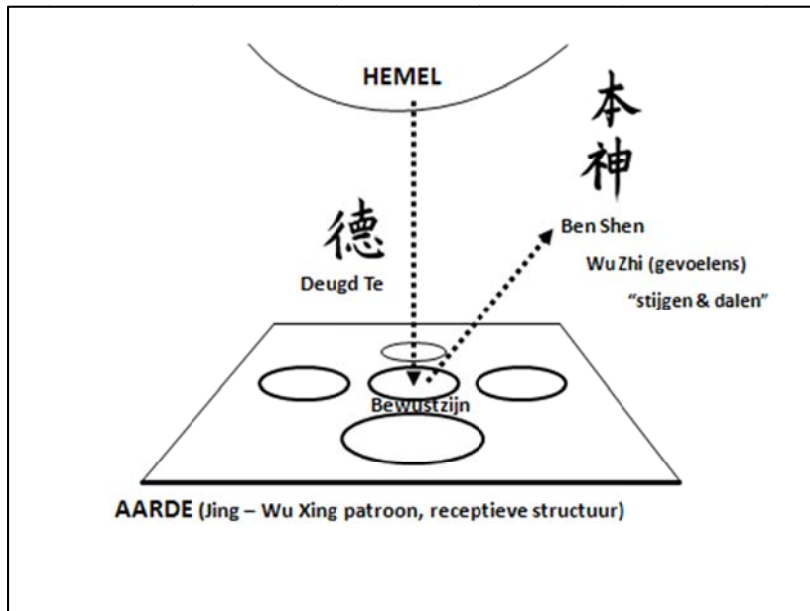 HEMEL
本
神
德
Ben Shen
Wu Zhi (gevoelens)
Deugd Te
“stijgen & dalen”
Bewustzijn
AARDE (Jing – Wu Xing patroon, receptieve structuur)